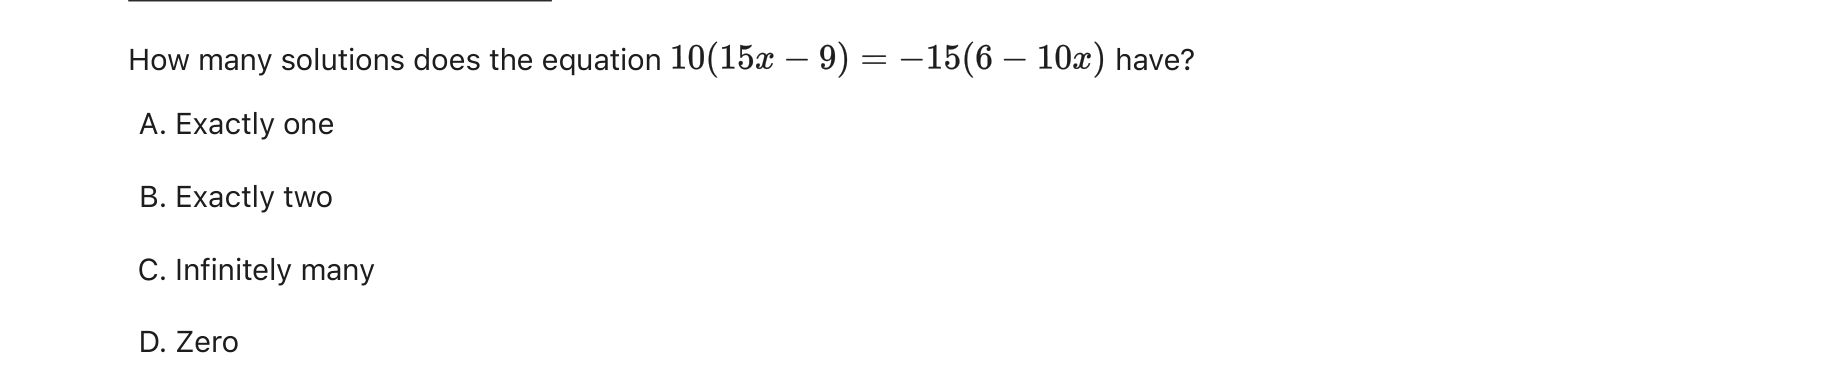 How many solutions does the equation 10(15x − 9) = −15(6 − 10x) have?
A. Exactly one
B. Exactly two
C. Infinitely many
D. Zero